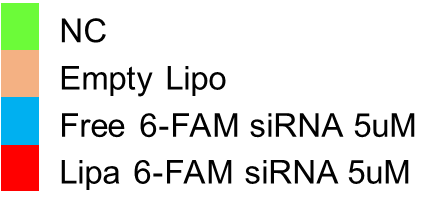 NC
Empty Lipo
Free 6-FAM siRNA 5uM
Lipa 6-FAM siRNA 5uM